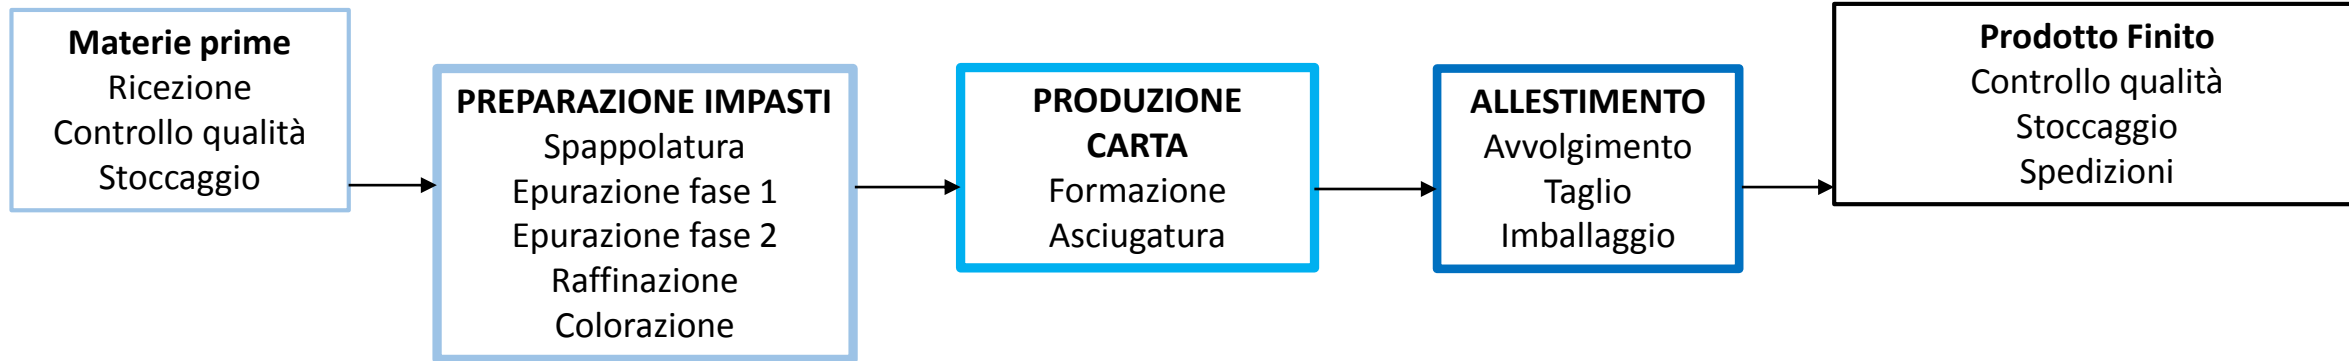 Materie prime
Ricezione
Controllo qualità
Stoccaggio
PREPARAZIONE IMPASTI
Spappolatura
Epurazione fase 1
Epurazione fase 2
Raffinazione
Colorazione
PRODUZIONE
CARTA
Formazione
Asciugatura
ALLESTIMENTO
Avvolgimento
Taglio
Imballaggio
Prodotto Finito
Controllo qualità
Stoccaggio
Spedizioni